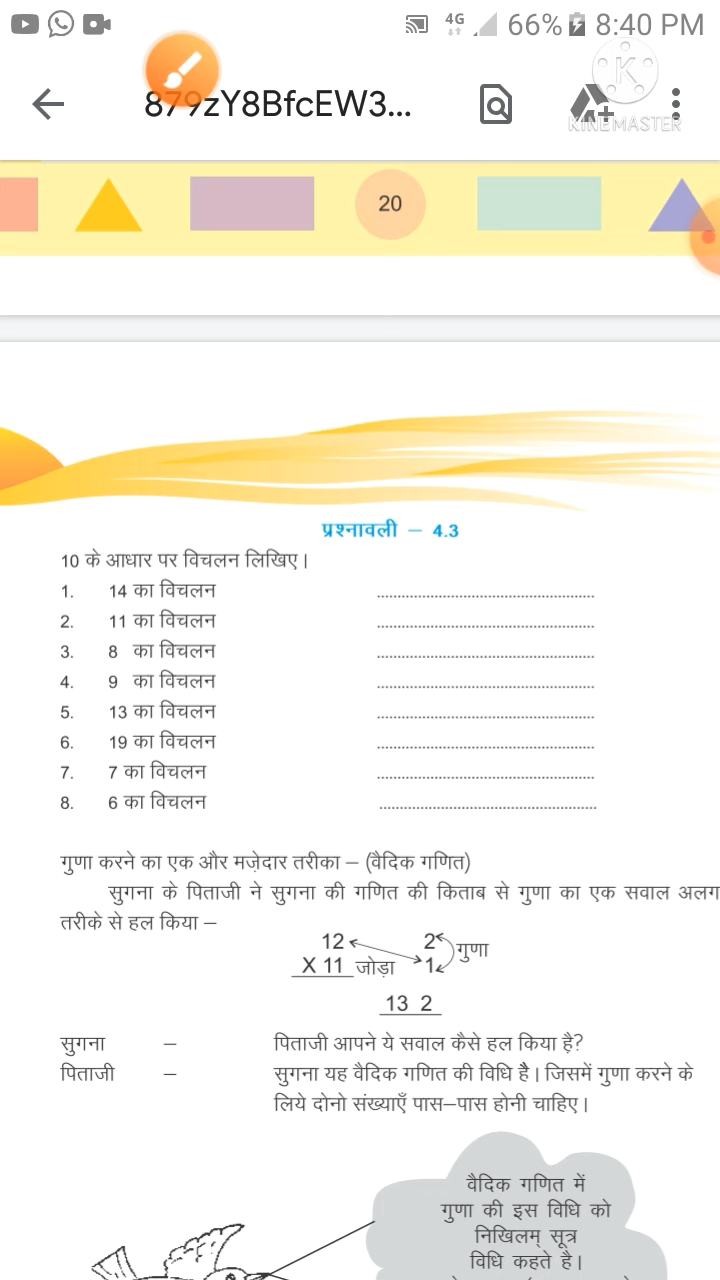 4G 66% 8:40 PM
879zY8BfcEW3...
K
KINEMASTER
20
प्रश्नावली – 4.3
10 के आधार पर विचलन लिखिए।
1. 14 का विचलन ........................................................
2. 11 का विचलन ........................................................
3. 8 का विचलन ........................................................
4. 9 का विचलन ........................................................
5. 13 का विचलन ........................................................
6. 19 का विचलन ........................................................
7. 7 का विचलन ........................................................
8. 6 का विचलन ........................................................
गुणा करने का एक और मज़ेदार तरीका – (वैदिक गणित)
सुगना के पिताजी ने सुगना की गणित की किताब से गुणा का एक सवाल अलग
तरीके से हल किया –
12 2 गुणा
X 11 जोड़ा 1
13 2
सुगना – पिताजी आपने ये सवाल कैसे हल किया है?
पिताजी – सुगना यह वैदिक गणित की विधि है। जिसमें गुणा करने के
लिये दोनो संख्याएँ पास–पास होनी चाहिए।
वैदिक गणित में
गुणा की इस विधि को
निखिलम् सूत्र
विधि कहते है।